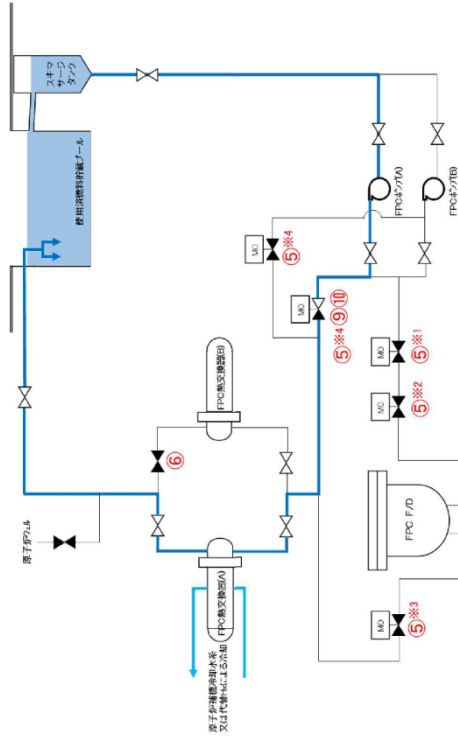 スキマ
サージ
タンク
使用済燃料貯蔵プール
原子炉ウェル
FPC熱交換器(B)
⑥
FPC熱交換器(A)
原子炉補機冷却水系
又は代替Hxによる冷却
MO
⑤※4
MO
⑨⑩
⑤※4
FPCポンプ(A)
FPCポンプ(B)
MO
⑤※1
MO
⑤※2
FPC F/D
MO
⑤※3